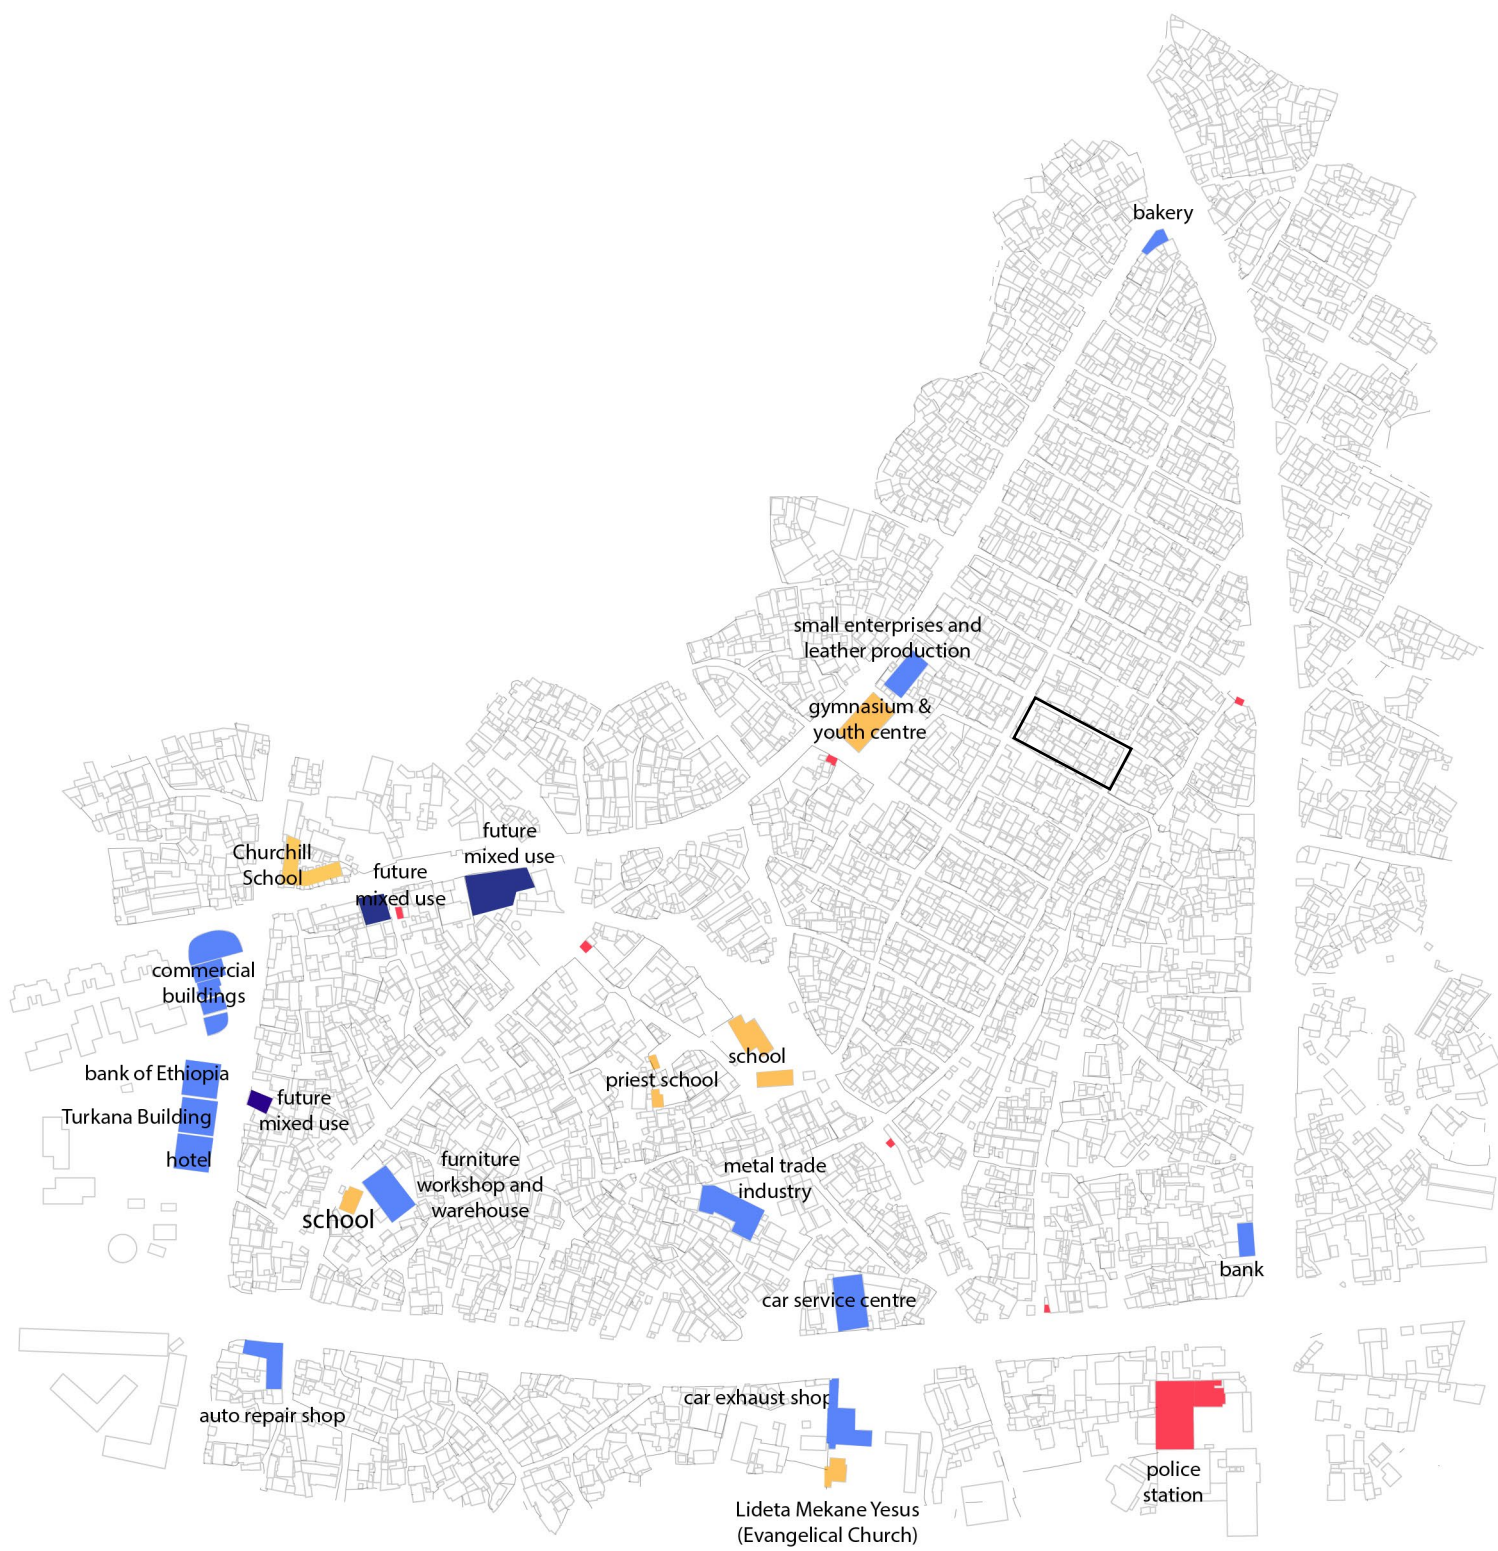 bakery
small enterprises and
leather production
gymnasium &
youth centre
future
mixed use
Churchill
School
future
mixed use
commercial
buildings
school
bank of Ethiopia
priest school
future
mixed use
Turkana Building
hotel
furniture
workshop and
warehouse
metal trade
industry
school
bank
car service centre
car exhaust shop
auto repair shop
police
station
Lideta Mekane Yesus
(Evangelical Church)